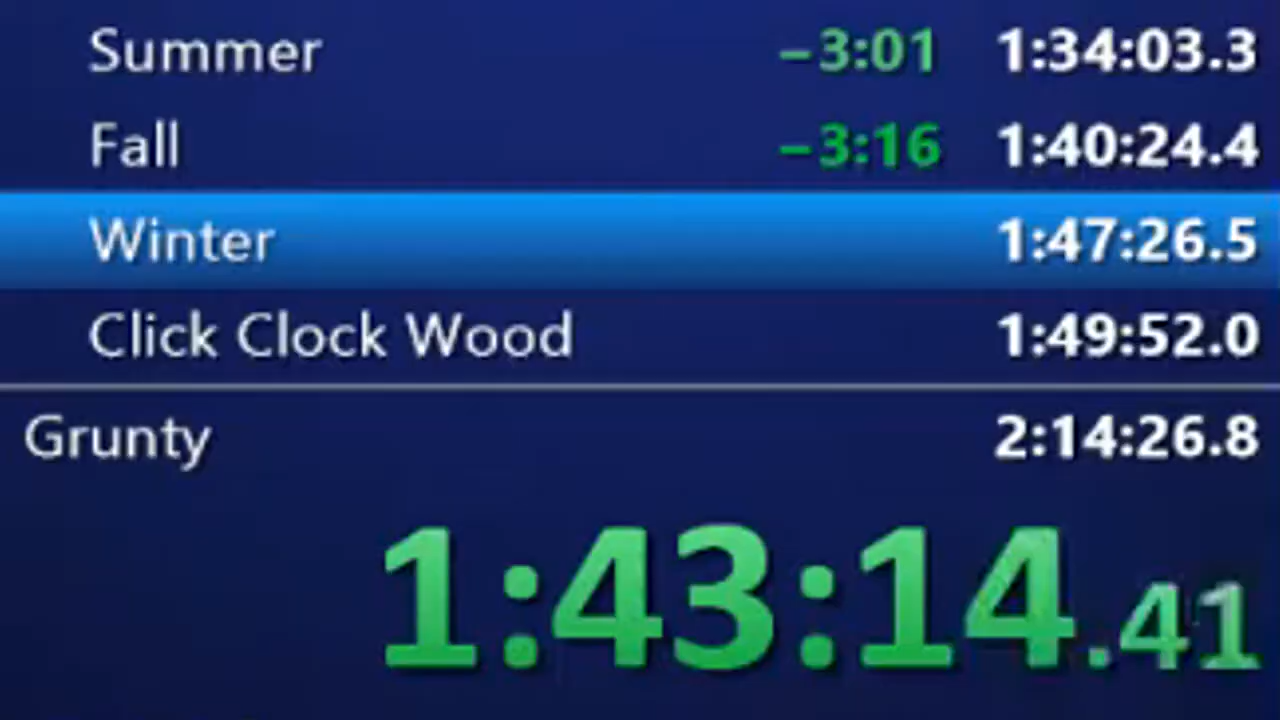 Summer −3:01 1:34:03.3
Fall −3:16 1:40:24.4
Winter 1:47:26.5
Click Clock Wood 1:49:52.0
Grunty 2:14:26.8
1:43:14.41